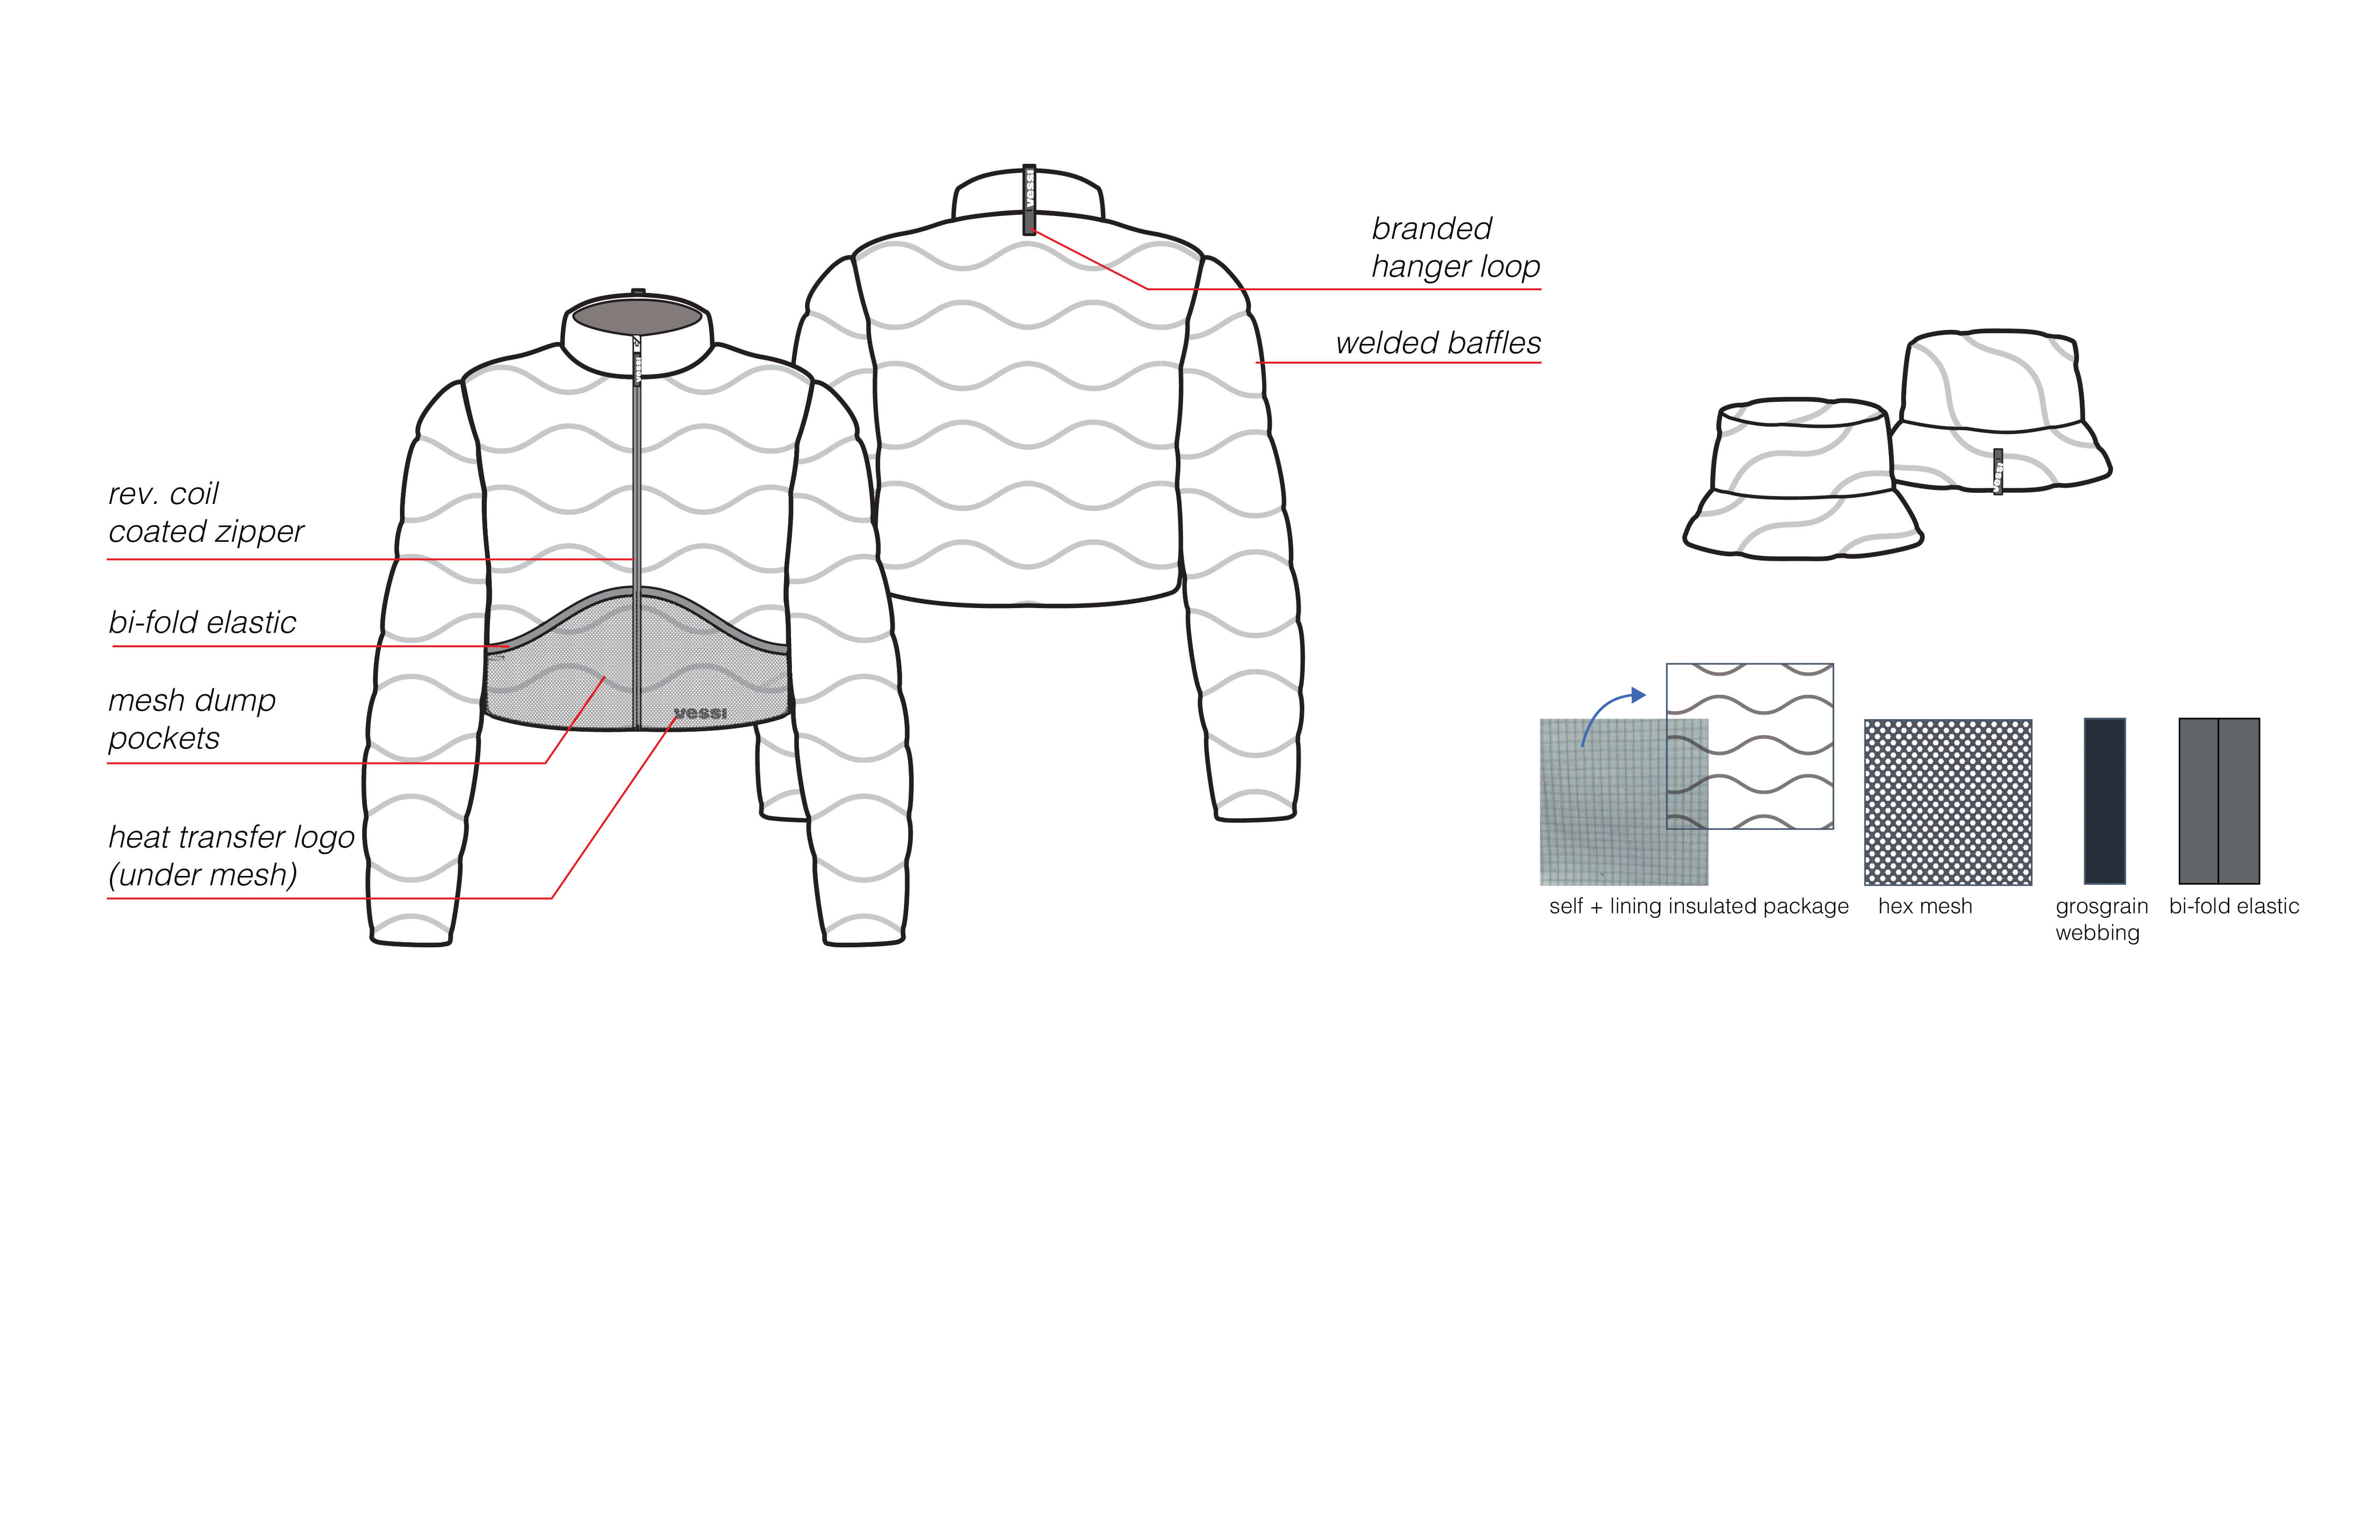 branded
hanger loop
welded baffles
rev. coil
coated zipper
bi-fold elastic
mesh dump
pockets
heat transfer logo
(under mesh)
vessi
vessi
vessi
vessi
self + lining insulated package
hex mesh
grosgrain
webbing
bi-fold elastic